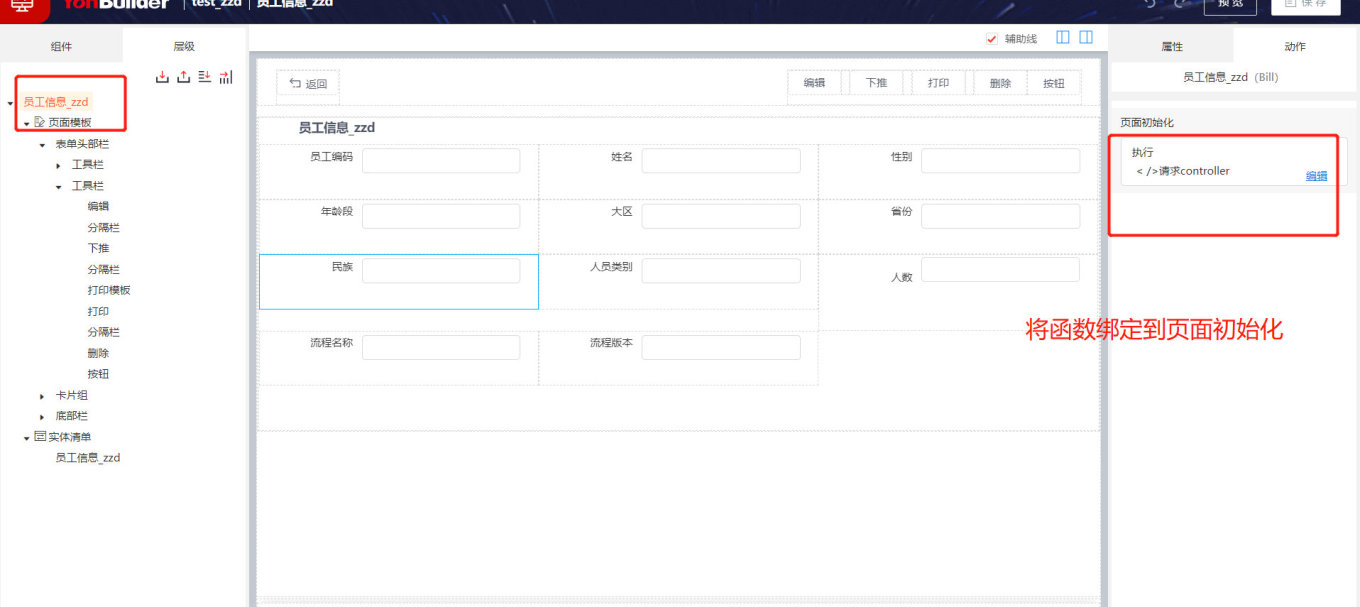 YonBuilder test_zzd 员工信息_zzd
预览 保存
组件 层级
辅助线
属性 动作
员工信息_zzd (Bill)
员工信息_zzd
页面模板
表单头部栏
工具栏
工具栏
编辑
分隔栏
下推
分隔栏
打印模板
打印
分隔栏
删除
按钮
卡片组
底部栏
实体清单
员工信息_zzd
返回 编辑 下推 打印 删除 按钮
员工信息_zzd
员工编码 姓名 性别
年龄段 大区 省份
民族 人员类别 人数
流程名称 流程版本
页面初始化
执行
< />请求controller 编辑
将函数绑定到页面初始化